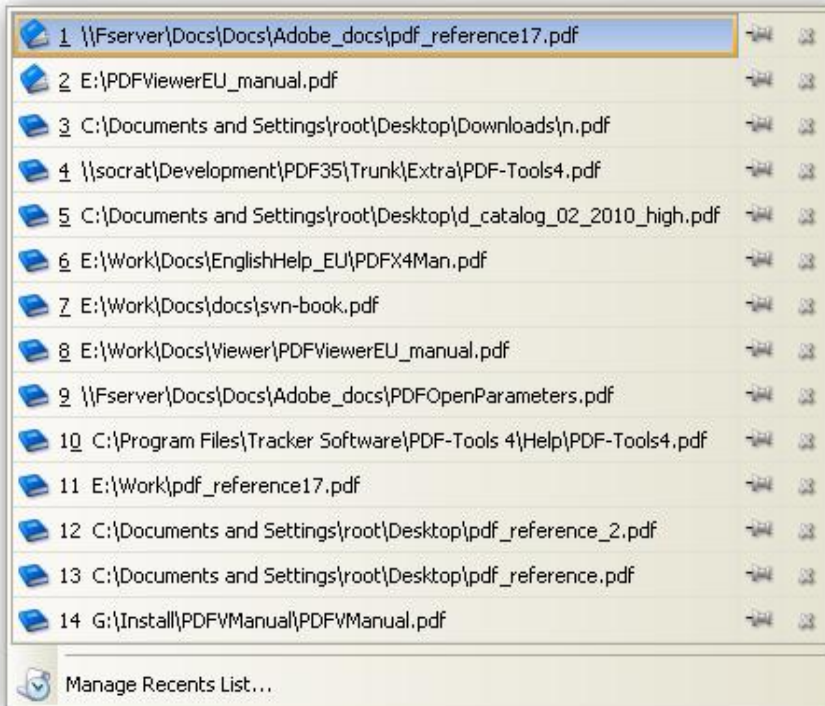 1 \\Fserver\Docs\Docs\Adobe_docs\pdf_reference17.pdf
2 E:\PDFViewerEU_manual.pdf
3 C:\Documents and Settings\root\Desktop\Downloads\n.pdf
4 \\socrat\Development\PDF35\Trunk\Extra\PDF-Tools4.pdf
5 C:\Documents and Settings\root\Desktop\d_catalog_02_2010_high.pdf
6 E:\Work\Docs\EnglishHelp_EU\PDFX4Man.pdf
7 E:\Work\Docs\docs\svn-book.pdf
8 E:\Work\Docs\Viewer\PDFViewerEU_manual.pdf
9 \\Fserver\Docs\Docs\Adobe_docs\PDFOpenParameters.pdf
10 C:\Program Files\Tracker Software\PDF-Tools 4\Help\PDF-Tools4.pdf
11 E:\Work\pdf_reference17.pdf
12 C:\Documents and Settings\root\Desktop\pdf_reference_2.pdf
13 C:\Documents and Settings\root\Desktop\pdf_reference.pdf
14 G:\Install\PDFVManual\PDFVManual.pdf
Manage Recents List...